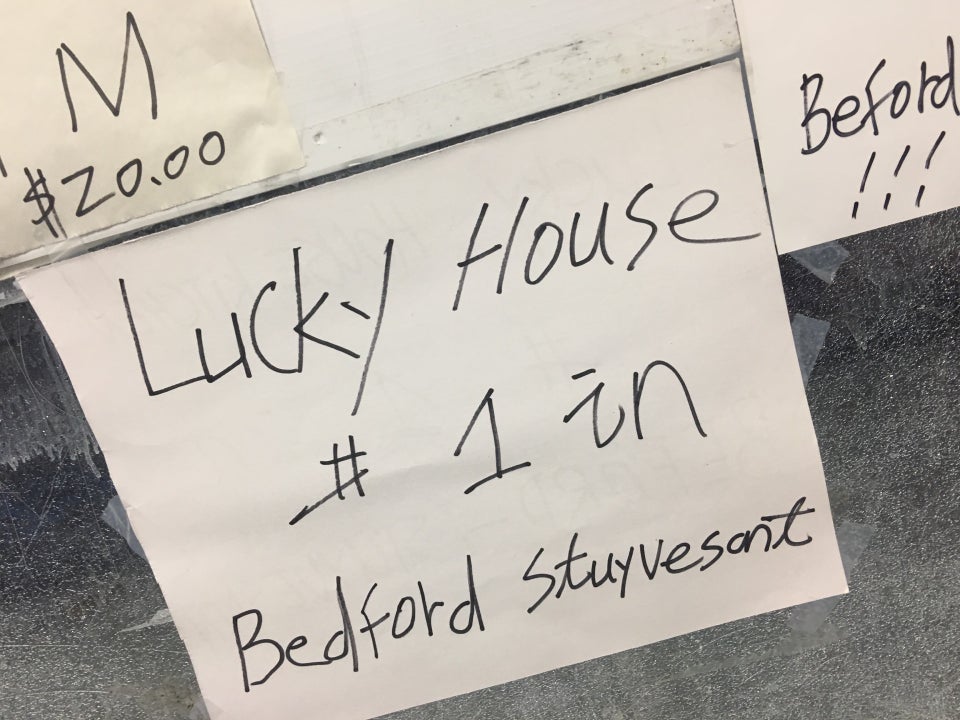 M
$20.00
Lucky House
# 1 in
Bedford Stuyvesant
Beford
!!!